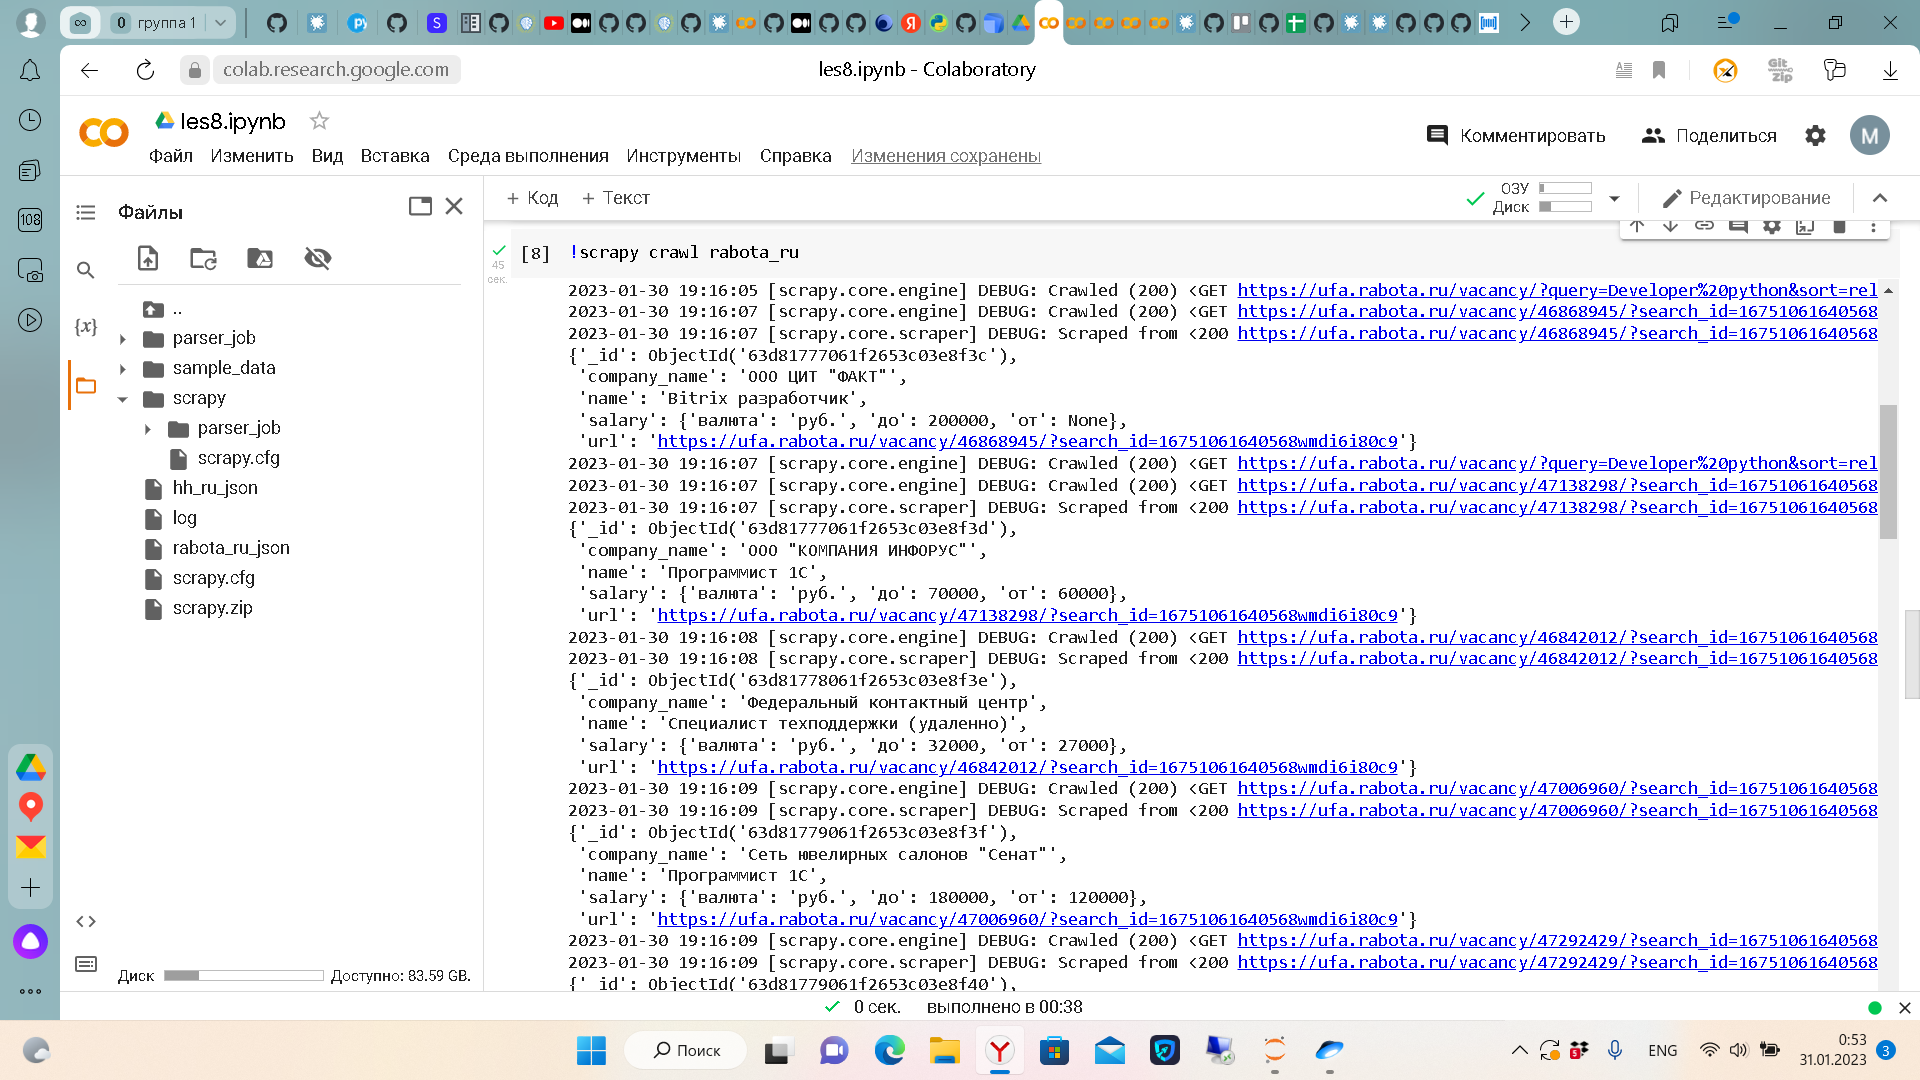 0 группа 1
colab.research.google.com
les8.ipynb - Colaboratory
Git
Zip
les8.ipynb
Комментировать
Поделиться
M
Файл Изменить Вид Вставка Среда выполнения Инструменты Справка Изменения сохранены
108
Файлы
+ Код + Текст
ОЗУ
Диск
Редактирование
..
parser_job
sample_data
scrapy
parser_job
scrapy.cfg
hh_ru_json
log
rabota_ru_json
scrapy.cfg
scrapy.zip
{x}
Диск
Доступно: 83.59 GB.
45
сек.
[8] !scrapy crawl rabota_ru
2023-01-30 19:16:05 [scrapy.core.engine] DEBUG: Crawled (200) <GET https://ufa.rabota.ru/vacancy/?query=Developer%20python&sort=rel
2023-01-30 19:16:07 [scrapy.core.engine] DEBUG: Crawled (200) <GET https://ufa.rabota.ru/vacancy/46868945/?search_id=16751061640568
2023-01-30 19:16:07 [scrapy.core.scraper] DEBUG: Scraped from <200 https://ufa.rabota.ru/vacancy/46868945/?search_id=16751061640568
{'_id': ObjectId('63d81777061f2653c03e8f3c'),
'company_name': 'ООО ЦИТ "ФАКТ"',
'name': 'Bitrix разработчик',
'salary': {'валюта': 'руб.', 'до': 200000, 'от': None},
'url': 'https://ufa.rabota.ru/vacancy/46868945/?search_id=16751061640568wmdi6i80c9'}
2023-01-30 19:16:07 [scrapy.core.engine] DEBUG: Crawled (200) <GET https://ufa.rabota.ru/vacancy/?query=Developer%20python&sort=rel
2023-01-30 19:16:07 [scrapy.core.engine] DEBUG: Crawled (200) <GET https://ufa.rabota.ru/vacancy/47138298/?search_id=16751061640568
2023-01-30 19:16:07 [scrapy.core.scraper] DEBUG: Scraped from <200 https://ufa.rabota.ru/vacancy/47138298/?search_id=16751061640568
{'_id': ObjectId('63d81777061f2653c03e8f3d'),
'company_name': 'ООО "КОМПАНИЯ ИНФОРУС"',
'name': 'Программист 1С',
'salary': {'валюта': 'руб.', 'до': 70000, 'от': 60000},
'url': 'https://ufa.rabota.ru/vacancy/47138298/?search_id=16751061640568wmdi6i80c9'}
2023-01-30 19:16:08 [scrapy.core.engine] DEBUG: Crawled (200) <GET https://ufa.rabota.ru/vacancy/46842012/?search_id=16751061640568
2023-01-30 19:16:08 [scrapy.core.scraper] DEBUG: Scraped from <200 https://ufa.rabota.ru/vacancy/46842012/?search_id=16751061640568
{'_id': ObjectId('63d81778061f2653c03e8f3e'),
'company_name': 'Федеральный контактный центр',
'name': 'Специалист техподдержки (удаленно)',
'salary': {'валюта': 'руб.', 'до': 32000, 'от': 27000},
'url': 'https://ufa.rabota.ru/vacancy/46842012/?search_id=16751061640568wmdi6i80c9'}
2023-01-30 19:16:09 [scrapy.core.engine] DEBUG: Crawled (200) <GET https://ufa.rabota.ru/vacancy/47006960/?search_id=16751061640568
2023-01-30 19:16:09 [scrapy.core.scraper] DEBUG: Scraped from <200 https://ufa.rabota.ru/vacancy/47006960/?search_id=16751061640568
{'_id': ObjectId('63d81779061f2653c03e8f3f'),
'company_name': 'Сеть ювелирных салонов "Сенат"',
'name': 'Программист 1С',
'salary': {'валюта': 'руб.', 'до': 180000, 'от': 120000},
'url': 'https://ufa.rabota.ru/vacancy/47006960/?search_id=16751061640568wmdi6i80c9'}
2023-01-30 19:16:09 [scrapy.core.engine] DEBUG: Crawled (200) <GET https://ufa.rabota.ru/vacancy/47292429/?search_id=16751061640568
2023-01-30 19:16:09 [scrapy.core.scraper] DEBUG: Scraped from <200 https://ufa.rabota.ru/vacancy/47292429/?search_id=16751061640568
{'_id': ObjectId('63d81779061f2653c03e8f40'),
0 сек. выполнено в 00:38
Поиск
ENG
0:53
31.01.2023
3